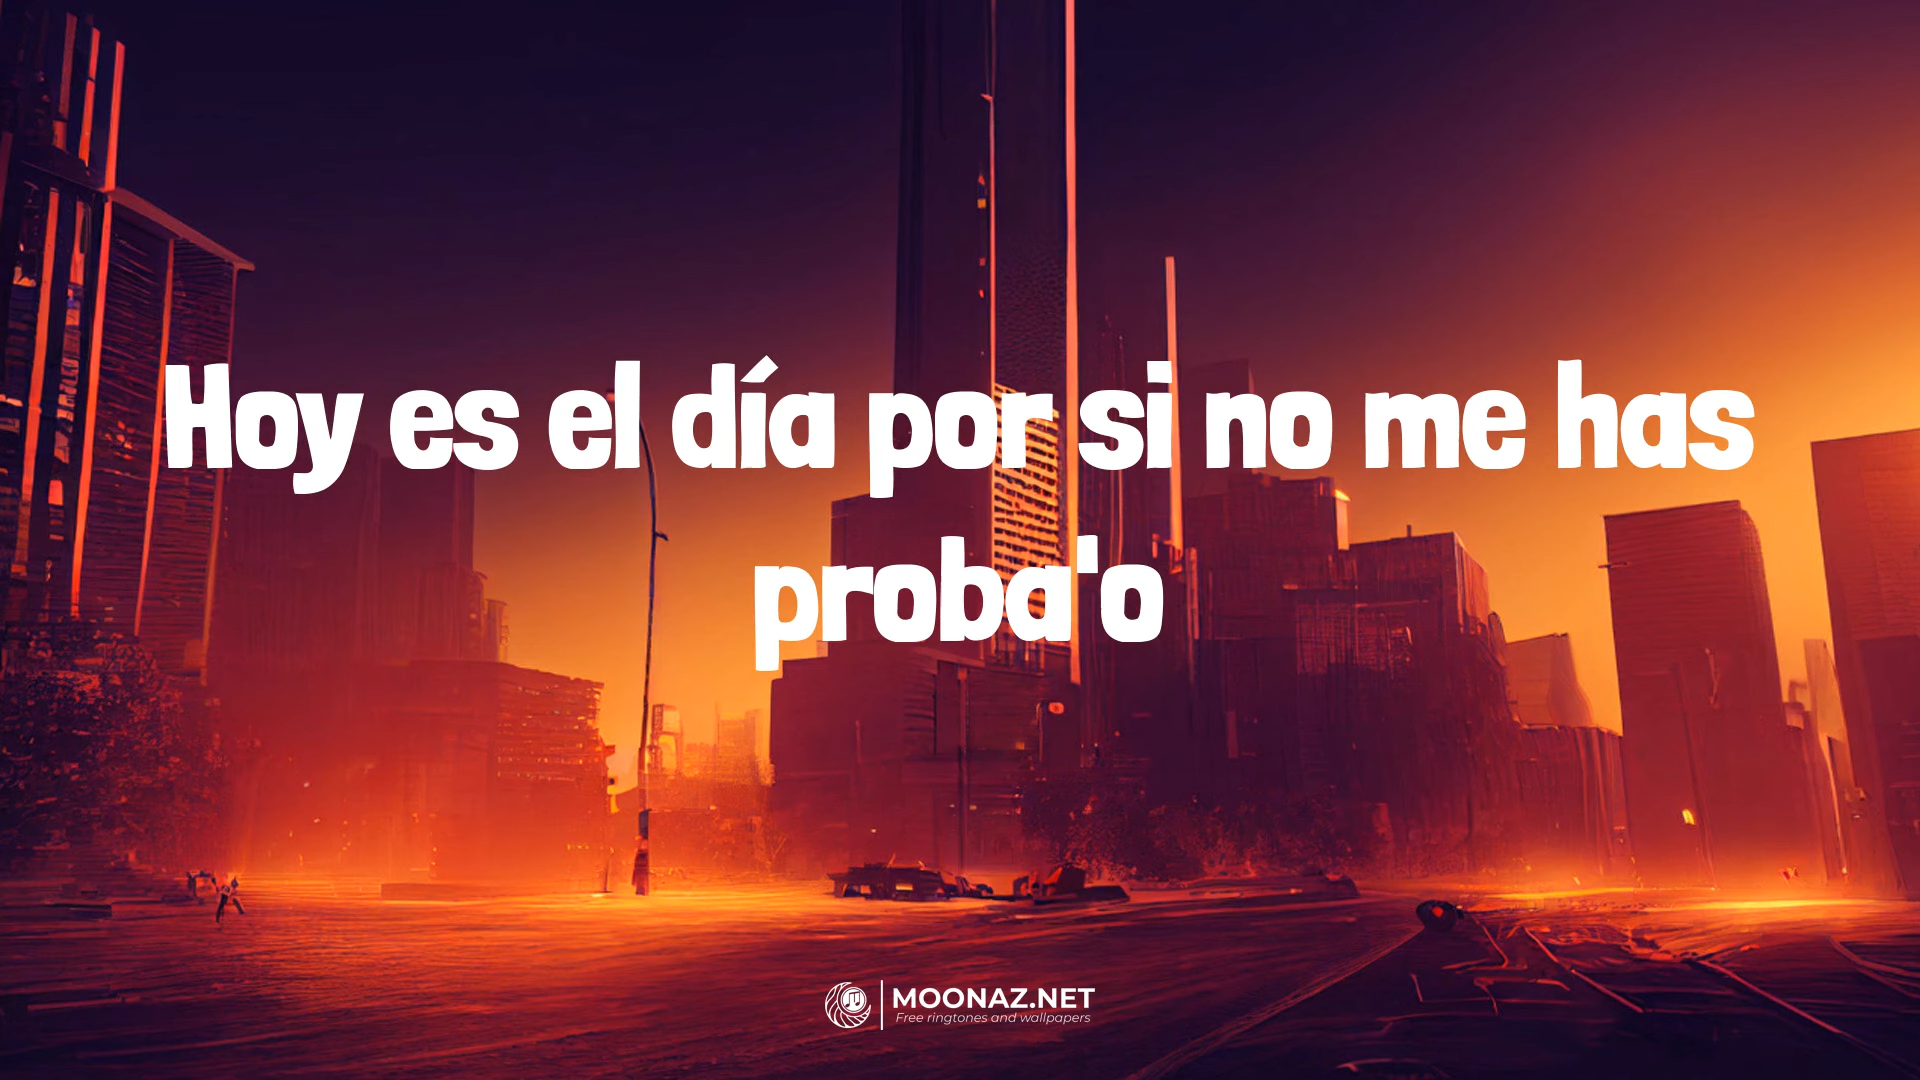 Hoy es el día por si no me has
proba'o
MOONAZ.NET
Free ringtones and wallpapers